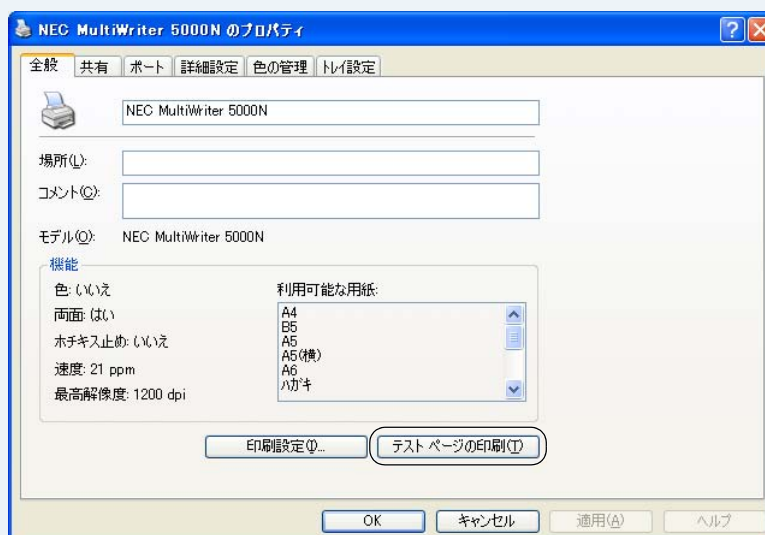 NEC MultiWriter 5000N のプロパティ
全般 共有 ポート 詳細設定 色の管理 トレイ設定
NEC MultiWriter 5000N
場所(L):
コメント(C):
モデル(O): NEC MultiWriter 5000N
機能
色: いいえ
両面: はい
ホチキス止め: いいえ
速度: 21 ppm
最高解像度: 1200 dpi
利用可能な用紙:
A4
B5
A5
A5(横)
A6
ハガキ
印刷設定(I)...
テスト ページの印刷(T)
OK キャンセル 適用(A) ヘルプ